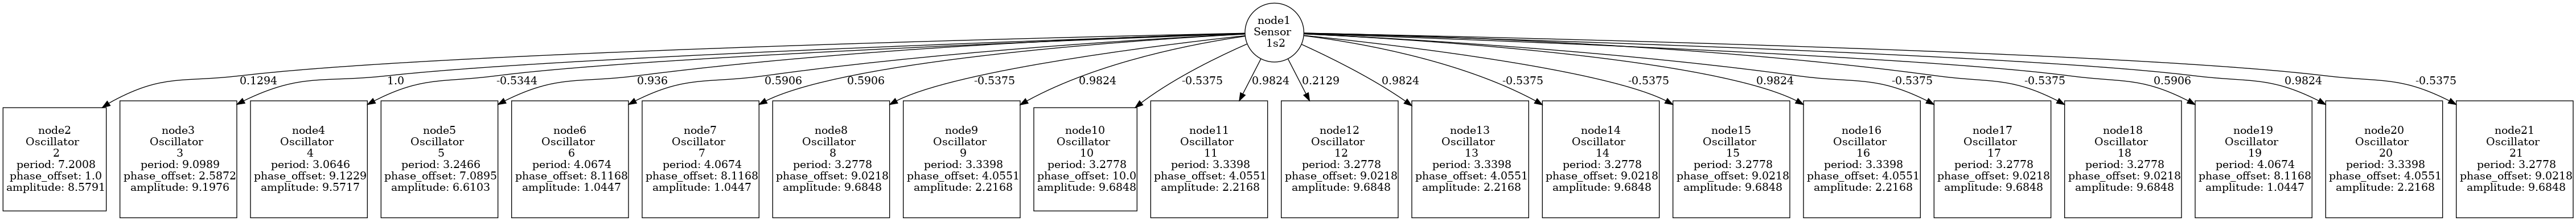 node1
Sensor
1s2
0.1294
1.0
-0.5344
0.936
0.5906
0.5906
-0.5375
0.9824
-0.5375
0.9824
0.2129
0.9824
-0.5375
-0.5375
0.9824
-0.5375
-0.5375
0.5906
0.9824
-0.5375
node2
Oscillator
2
period: 7.2008
phase_offset: 1.0
amplitude: 8.5791
node3
Oscillator
3
period: 9.0989
phase_offset: 2.5872
amplitude: 9.1976
node4
Oscillator
4
period: 3.0646
phase_offset: 9.1229
amplitude: 9.5717
node5
Oscillator
5
period: 3.2466
phase_offset: 7.0895
amplitude: 6.6103
node6
Oscillator
6
period: 4.0674
phase_offset: 8.1168
amplitude: 1.0447
node7
Oscillator
7
period: 4.0674
phase_offset: 8.1168
amplitude: 1.0447
node8
Oscillator
8
period: 3.2778
phase_offset: 9.0218
amplitude: 9.6848
node9
Oscillator
9
period: 3.3398
phase_offset: 4.0551
amplitude: 2.2168
node10
Oscillator
10
period: 3.2778
phase_offset: 10.0
amplitude: 9.6848
node11
Oscillator
11
period: 3.3398
phase_offset: 4.0551
amplitude: 2.2168
node12
Oscillator
12
period: 3.2778
phase_offset: 9.0218
amplitude: 9.6848
node13
Oscillator
13
period: 3.3398
phase_offset: 4.0551
amplitude: 2.2168
node14
Oscillator
14
period: 3.2778
phase_offset: 9.0218
amplitude: 9.6848
node15
Oscillator
15
period: 3.2778
phase_offset: 9.0218
amplitude: 9.6848
node16
Oscillator
16
period: 3.3398
phase_offset: 4.0551
amplitude: 2.2168
node17
Oscillator
17
period: 3.2778
phase_offset: 9.0218
amplitude: 9.6848
node18
Oscillator
18
period: 3.2778
phase_offset: 9.0218
amplitude: 9.6848
node19
Oscillator
19
period: 4.0674
phase_offset: 8.1168
amplitude: 1.0447
node20
Oscillator
20
period: 3.3398
phase_offset: 4.0551
amplitude: 2.2168
node21
Oscillator
21
period: 3.2778
phase_offset: 9.0218
amplitude: 9.6848